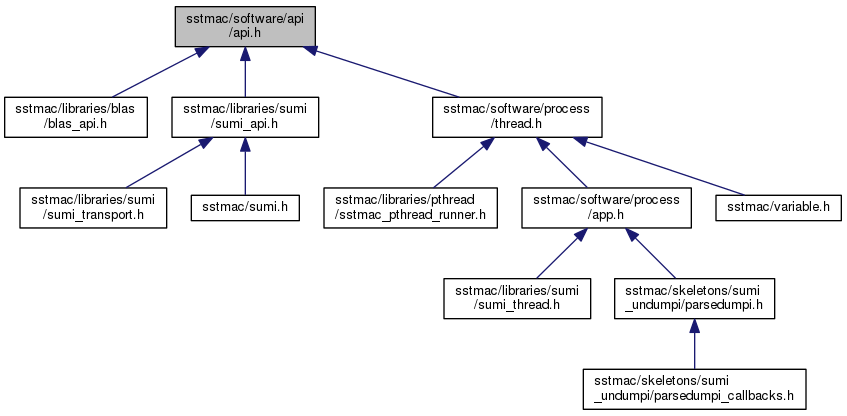 sstmac/software/api
/api.h
sstmac/libraries/blas
/blas_api.h
sstmac/libraries/sumi
/sumi_api.h
sstmac/software/process
/thread.h
sstmac/libraries/sumi
/sumi_transport.h
sstmac/sumi.h
sstmac/libraries/pthread
/sstmac_pthread_runner.h
sstmac/software/process
/app.h
sstmac/variable.h
sstmac/libraries/sumi
/sumi_thread.h
sstmac/skeletons/sumi
_undumpi/parsedumpi.h
sstmac/skeletons/sumi
_undumpi/parsedumpi_callbacks.h